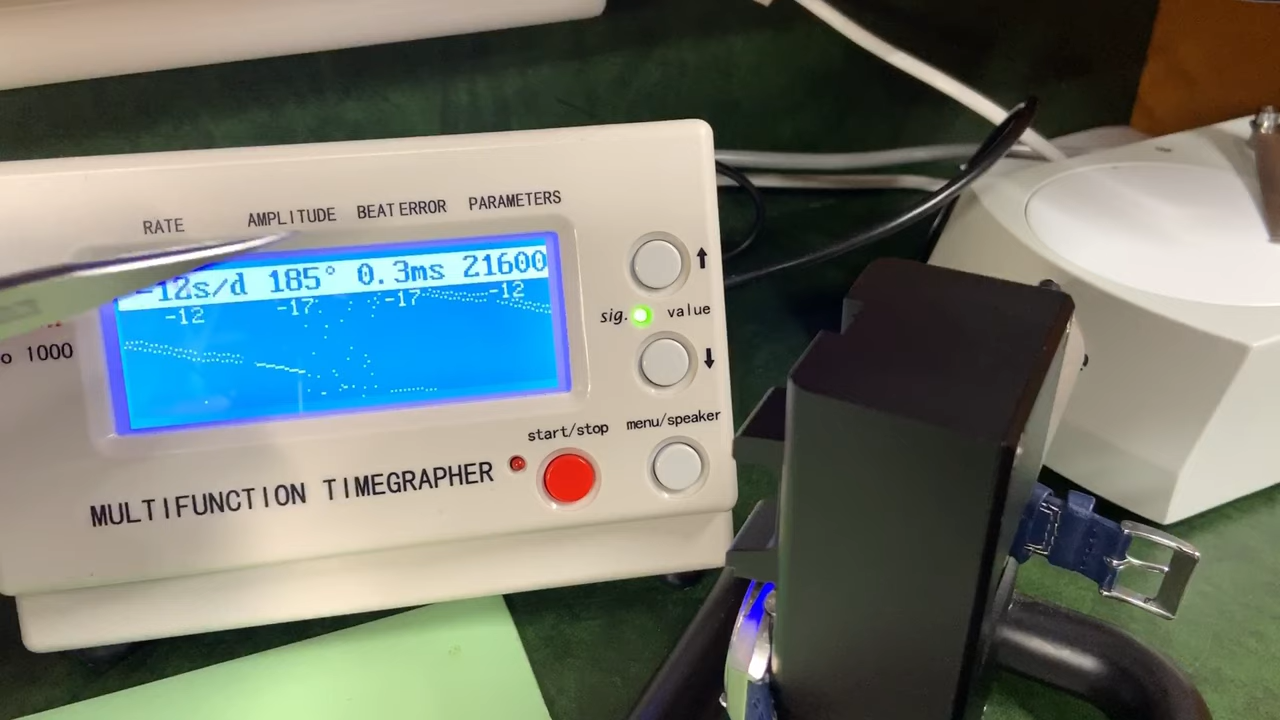 RATE AMPLITUDE BEAT ERROR PARAMETERS
-12s/d 185° 0.3ms 21600
-12 -17 -17 -12
sig. value
o 1000
start/stop menu/speaker
MULTIFUNCTION TIMEGRAPHER